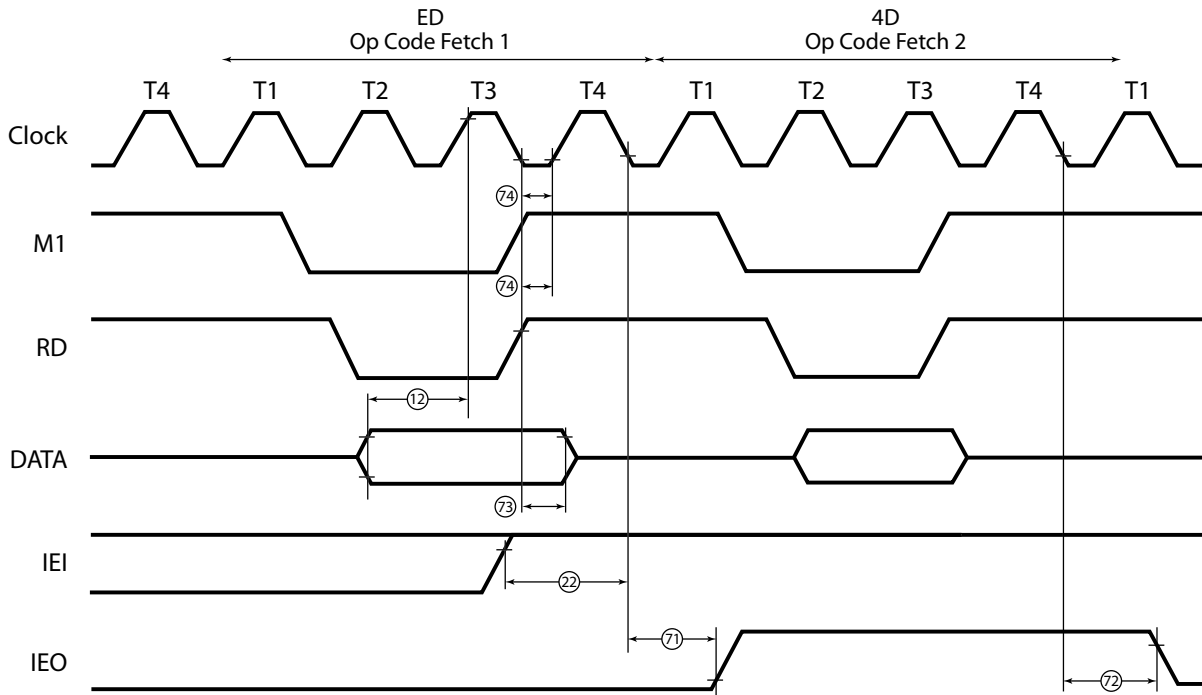 ED
Op Code Fetch 1
4D
Op Code Fetch 2
T4 T1 T2 T3 T4 T1 T2 T3 T4 T1
Clock
74
M1
74
RD
12
DATA
73
IEI
22
71
IEO
72